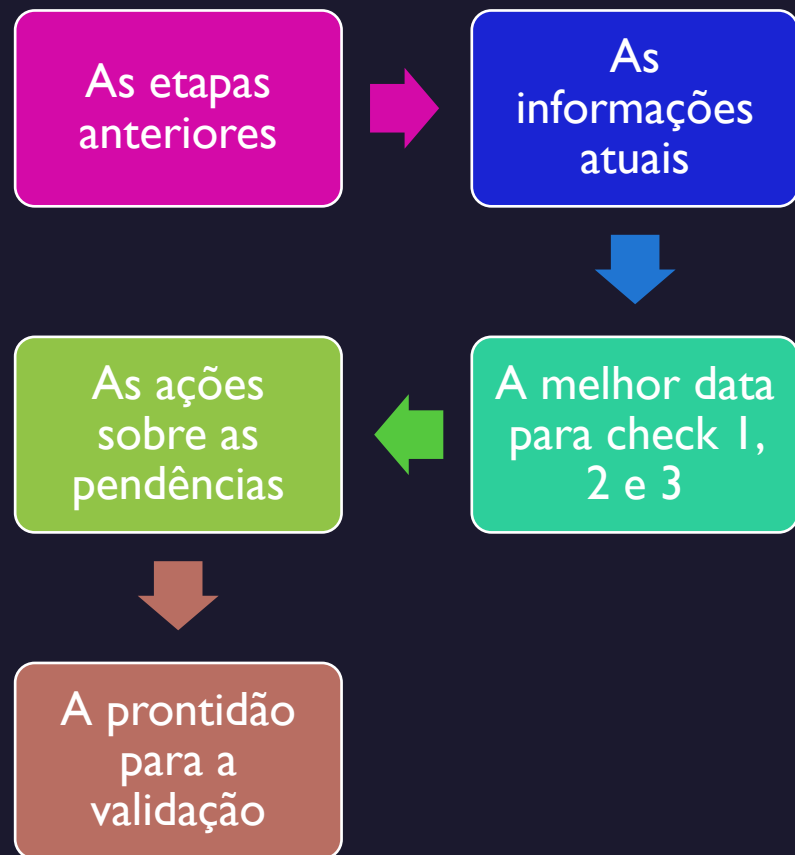 As etapas
anteriores
As
informações
atuais
A melhor data
para check 1,
2 e 3
As ações
sobre as
pendências
A prontidão
para a
validação